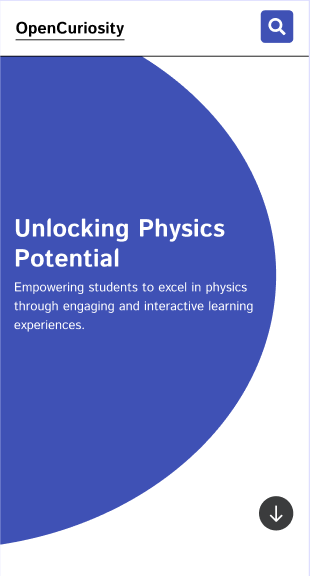 OpenCuriosity
Unlocking Physics
Potential
Empowering students to excel in physics
through engaging and interactive learning
experiences.